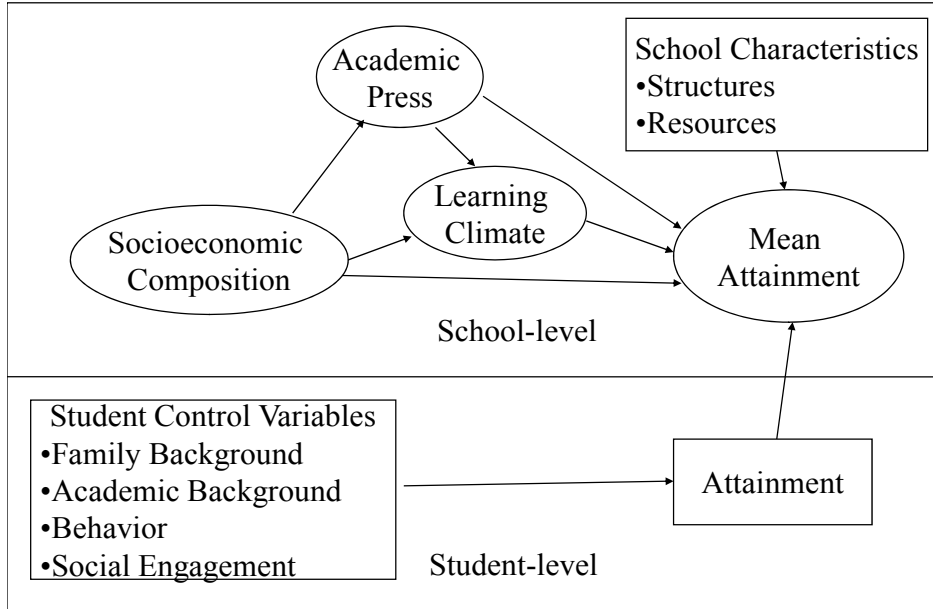 Academic
Press
School Characteristics
•Structures
•Resources
Learning
Climate
Socioeconomic
Composition
Mean
Attainment
School-level
Student Control Variables
•Family Background
•Academic Background
•Behavior
•Social Engagement
Attainment
Student-level